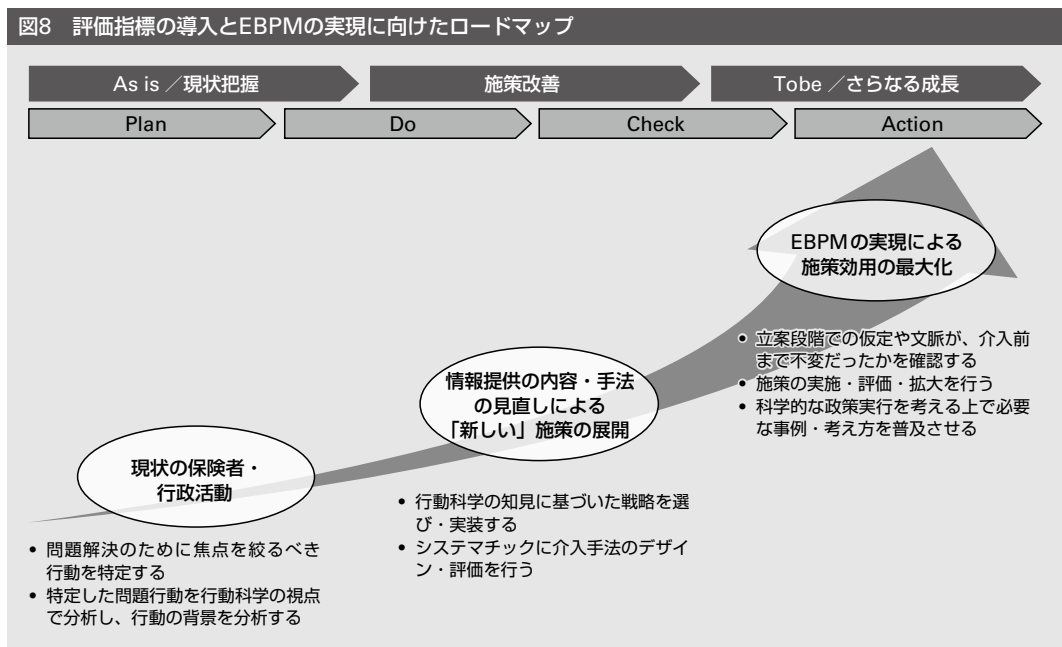 図8 評価指標の導入とEBPMの実現に向けたロードマップ
As is ／現状把握
施策改善
Tobe ／さらなる成長
Plan
Do
Check
Action
EBPMの実現による
施策効用の最大化
• 立案段階での仮定や文脈が、介入前
まで不変だったかを確認する
• 施策の実施・評価・拡大を行う
• 科学的な政策実行を考える上で必要
な事例・考え方を普及させる
情報提供の内容・手法
の見直しによる
「新しい」施策の展開
• 行動科学の知見に基づいた戦略を選
び・実装する
• システマチックに介入手法のデザイ
ン・評価を行う
現状の保険者・
行政活動
• 問題解決のために焦点を絞るべき
行動を特定する
• 特定した問題行動を行動科学の視点
で分析し、行動の背景を分析する